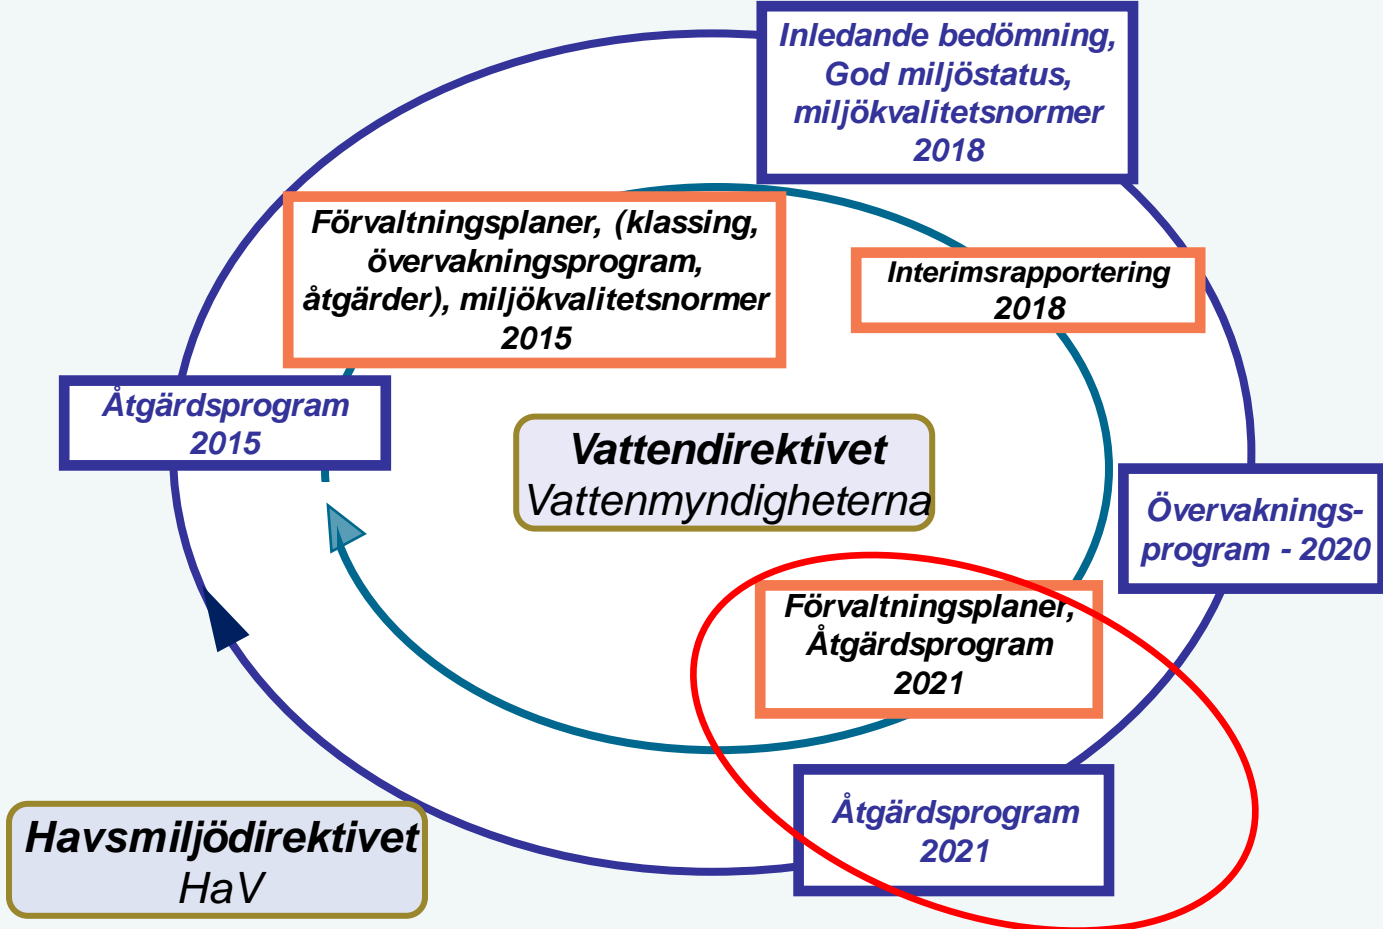 Inledande bedömning,
God miljöstatus,
miljökvalitetsnormer
2018
Förvaltningsplaner, (klassing,
övervakningsprogram,
åtgärder), miljökvalitetsnormer
2015
Interimsrapportering
2018
Åtgärdsprogram
2015
Vattendirektivet
Vattenmyndigheterna
Övervaknings-
program - 2020
Förvaltningsplaner,
Åtgärdsprogram
2021
Åtgärdsprogram
2021
Havsmiljödirektivet
HaV